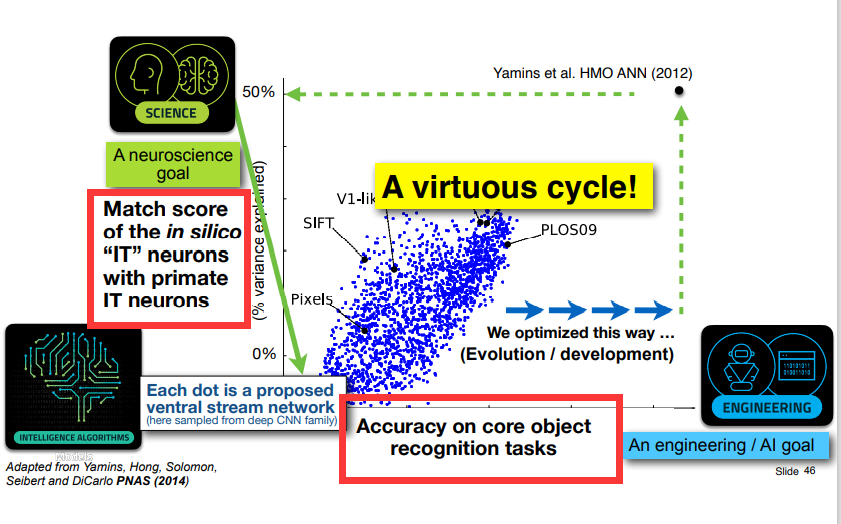 Yamins et al. HMO ANN (2012)
50%
SCIENCE
A neuroscience
goal
Match score
of the in silico
“IT” neurons
with primate
IT neurons
(% variance explained)
A virtuous cycle!
V1-lik
SIFT
PLOS09
Pixels
0%
We optimized this way ...
(Evolution / development)
INTELLIGENCE ALGORITHMS
Models
Each dot is a proposed
ventral stream network
(here sampled from deep CNN family)
Accuracy on core object
recognition tasks
11010101 1
ENGINEERING
An engineering / AI goal
Adapted from Yamins, Hong, Solomon,
Seibert and DiCarlo PNAS (2014)
Slide 46